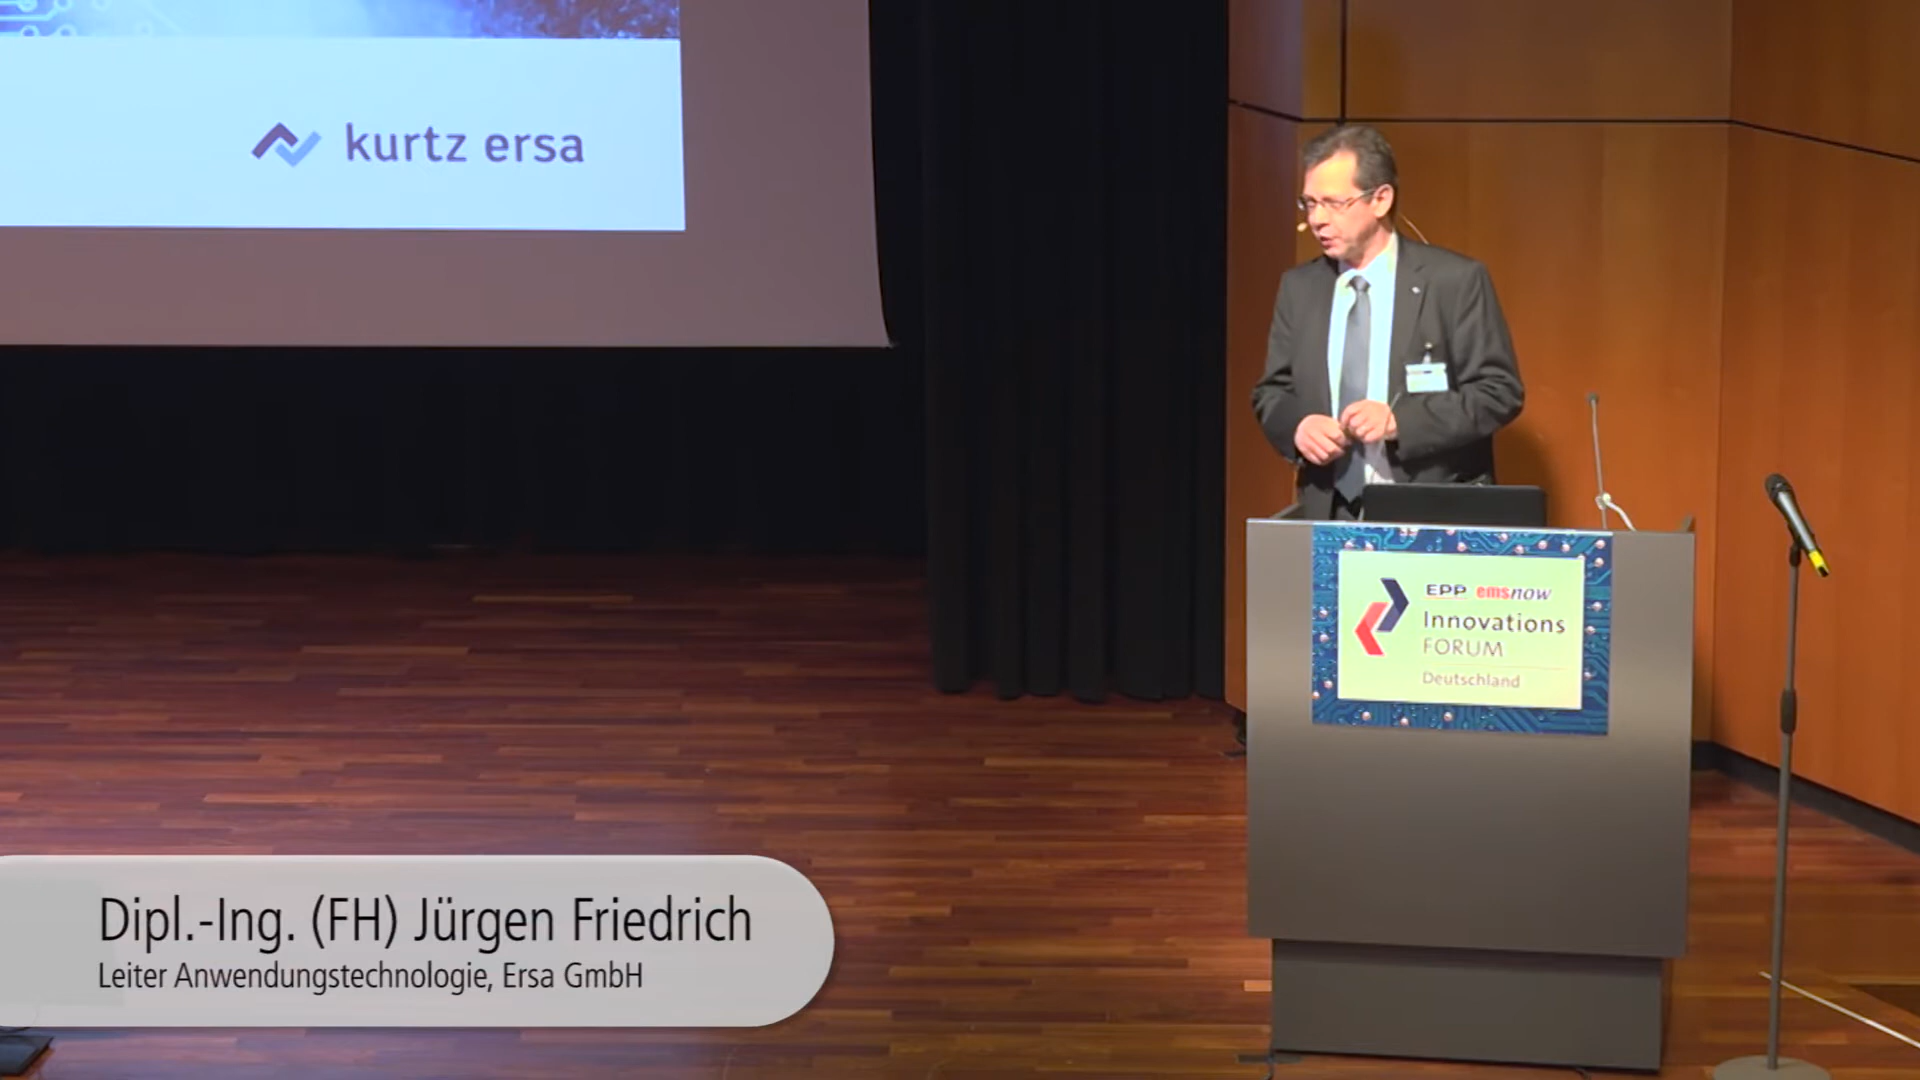 kurtz ersa
EPP emsnow
Innovations
FORUM
Deutschland
Dipl.-Ing. (FH) Jürgen Friedrich
Leiter Anwendungstechnologie, Ersa GmbH